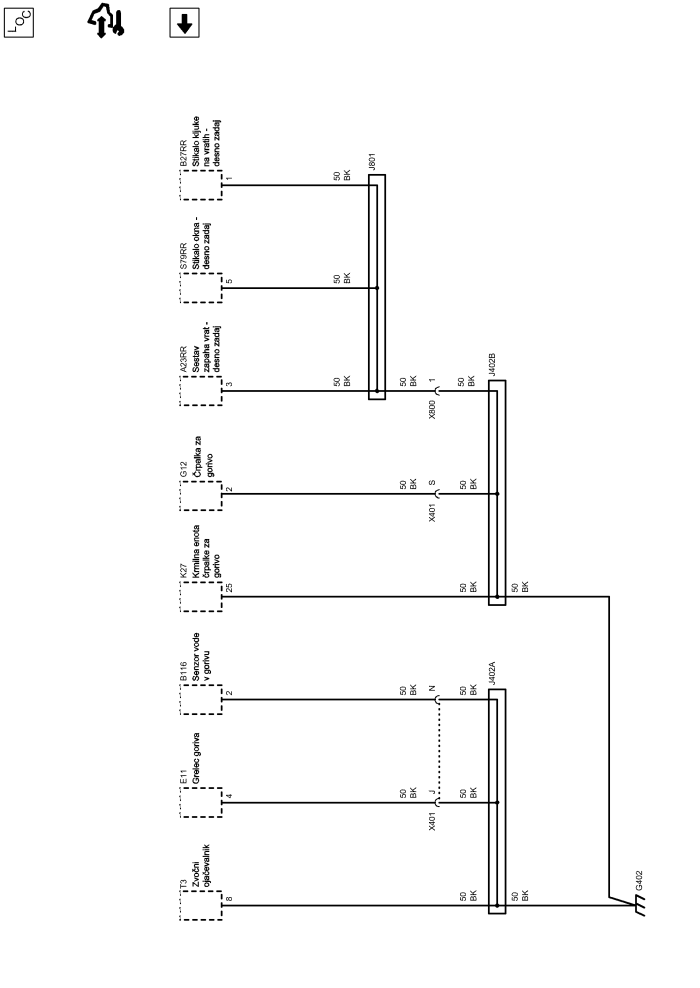 LOC
B27RR
Stikalo kljuke
na vratih -
desno zadaj
1
50
BK
J801
S79RR
Stikalo okna -
desno zadaj
5
50
BK
A23RR
Sestav
zapaha vrat -
desno zadaj
3
50
BK
50
BK
1
X800
50
BK
J402B
G12
Črpalka za
gorivo
2
50
BK
S
X401
50
BK
K27
Krmilna enota
črpalke za
gorivo
25
50
BK
50
BK
B116
Senzor vode
v gorivu
2
50
BK
N
50
BK
J402A
E11
Grelec goriva
4
50
BK
J
X401
50
BK
T3
Zvočni
ojačevalnik
8
50
BK
50
BK
G402